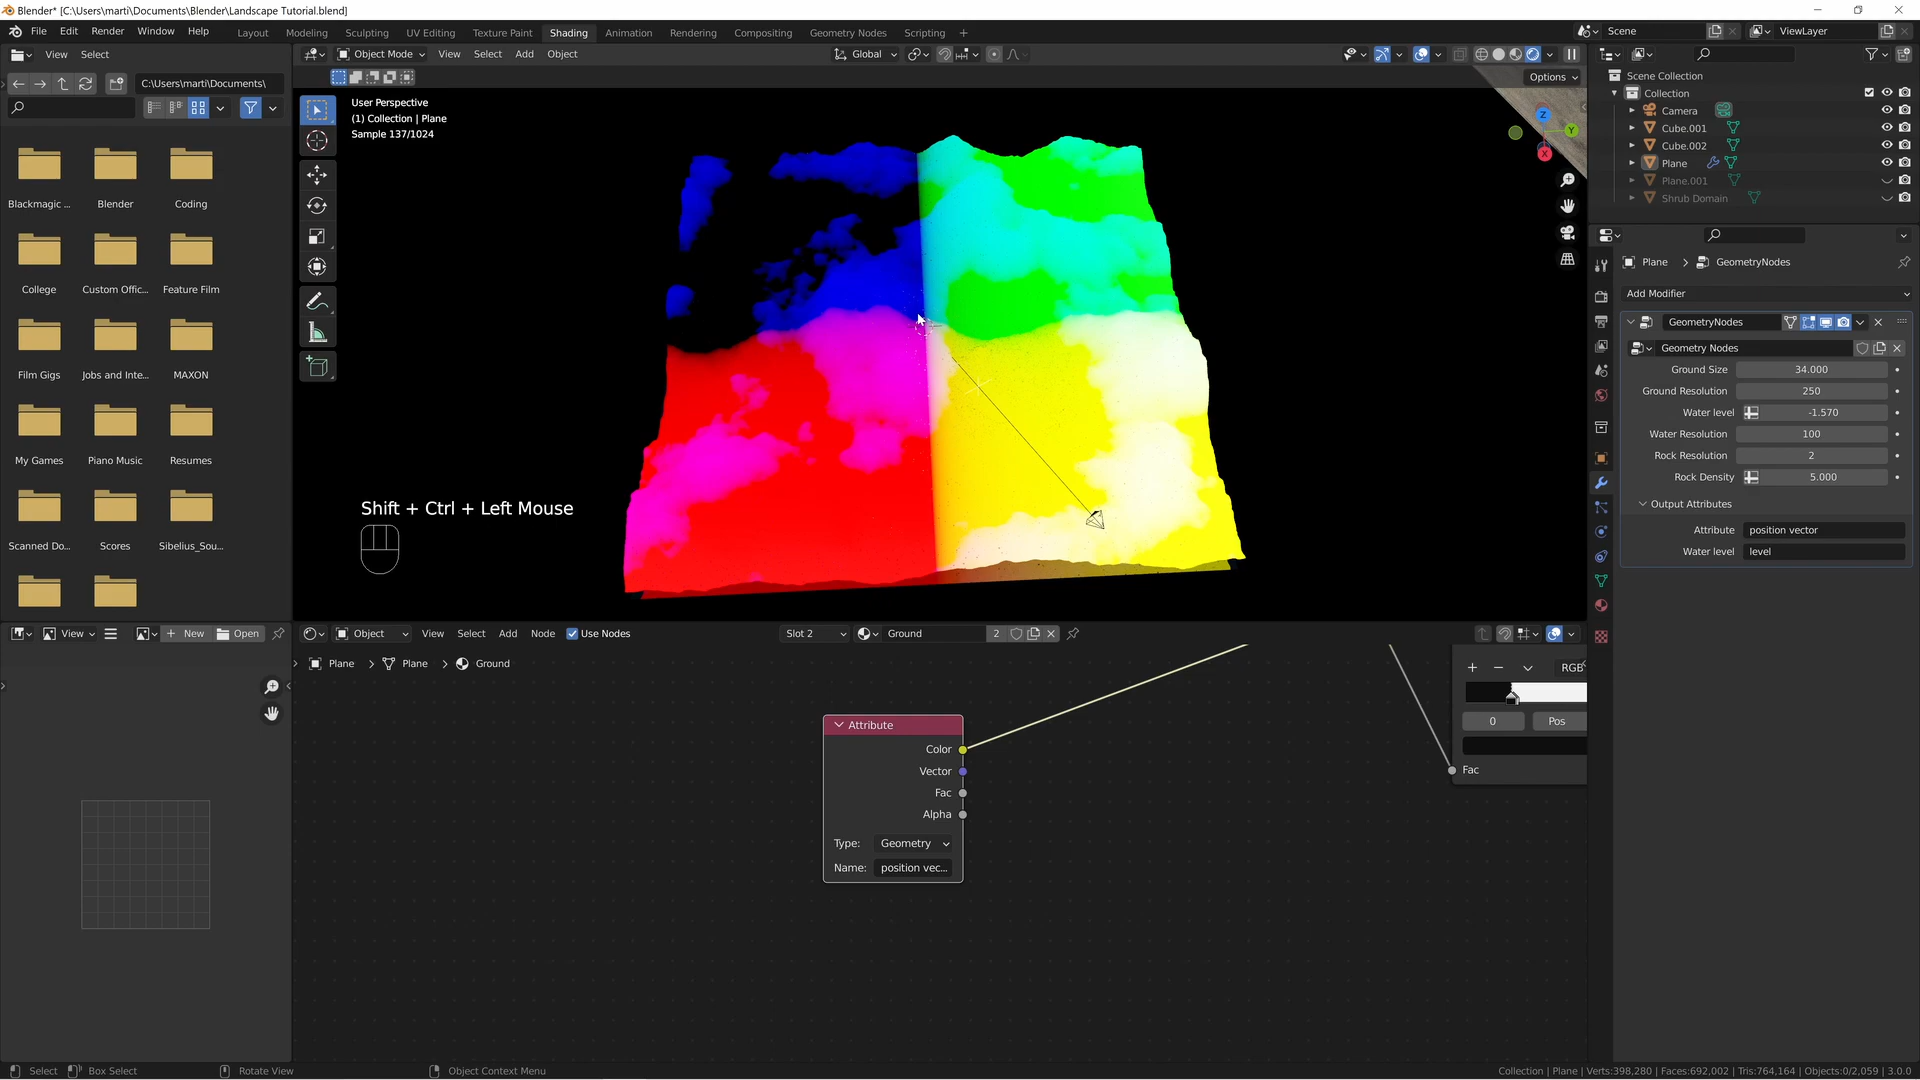 Blender* [C:\Users\marti\Documents\Blender\Landscape Tutorial.blend]
File Edit Render Window Help
Layout Modeling Sculpting UV Editing Texture Paint Shading Animation Rendering Compositing Geometry Nodes Scripting +
Scene
ViewLayer
View Select
Object Mode View Select Add Object
Global
Options
C:\Users\marti\Documents\
Blackmagic ... Blender Coding
College Custom Offic... Feature Film
Film Gigs Jobs and Inte... MAXON
My Games Piano Music Resumes
Scanned Do... Scores Sibelius_Sou...
User Perspective
(1) Collection | Plane
Sample 137/1024
Z
Y
X
Shift + Ctrl + Left Mouse
Scene Collection
Collection
Camera
Cube.001
Cube.002
Plane
Plane.001
Shrub Domain
Plane > GeometryNodes
Add Modifier
GeometryNodes
Geometry Nodes
Ground Size 34.000
Ground Resolution 250
Water level -1.570
Water Resolution 100
Rock Resolution 2
Rock Density 5.000
Output Attributes
Attribute position vector
Water level level
View + New Open
Object View Select Add Node Use Nodes Slot 2 Ground 2
Plane > Plane > Ground
Attribute
Color
Vector
Fac
Alpha
Type: Geometry
Name: position vec...
RGB
0 Pos
Fac
Select Box Select Rotate View Object Context Menu
Collection | Plane | Verts:398,280 | Faces:692,002 | Tris:764,164 | Objects:0/2,059 | 3.0.0